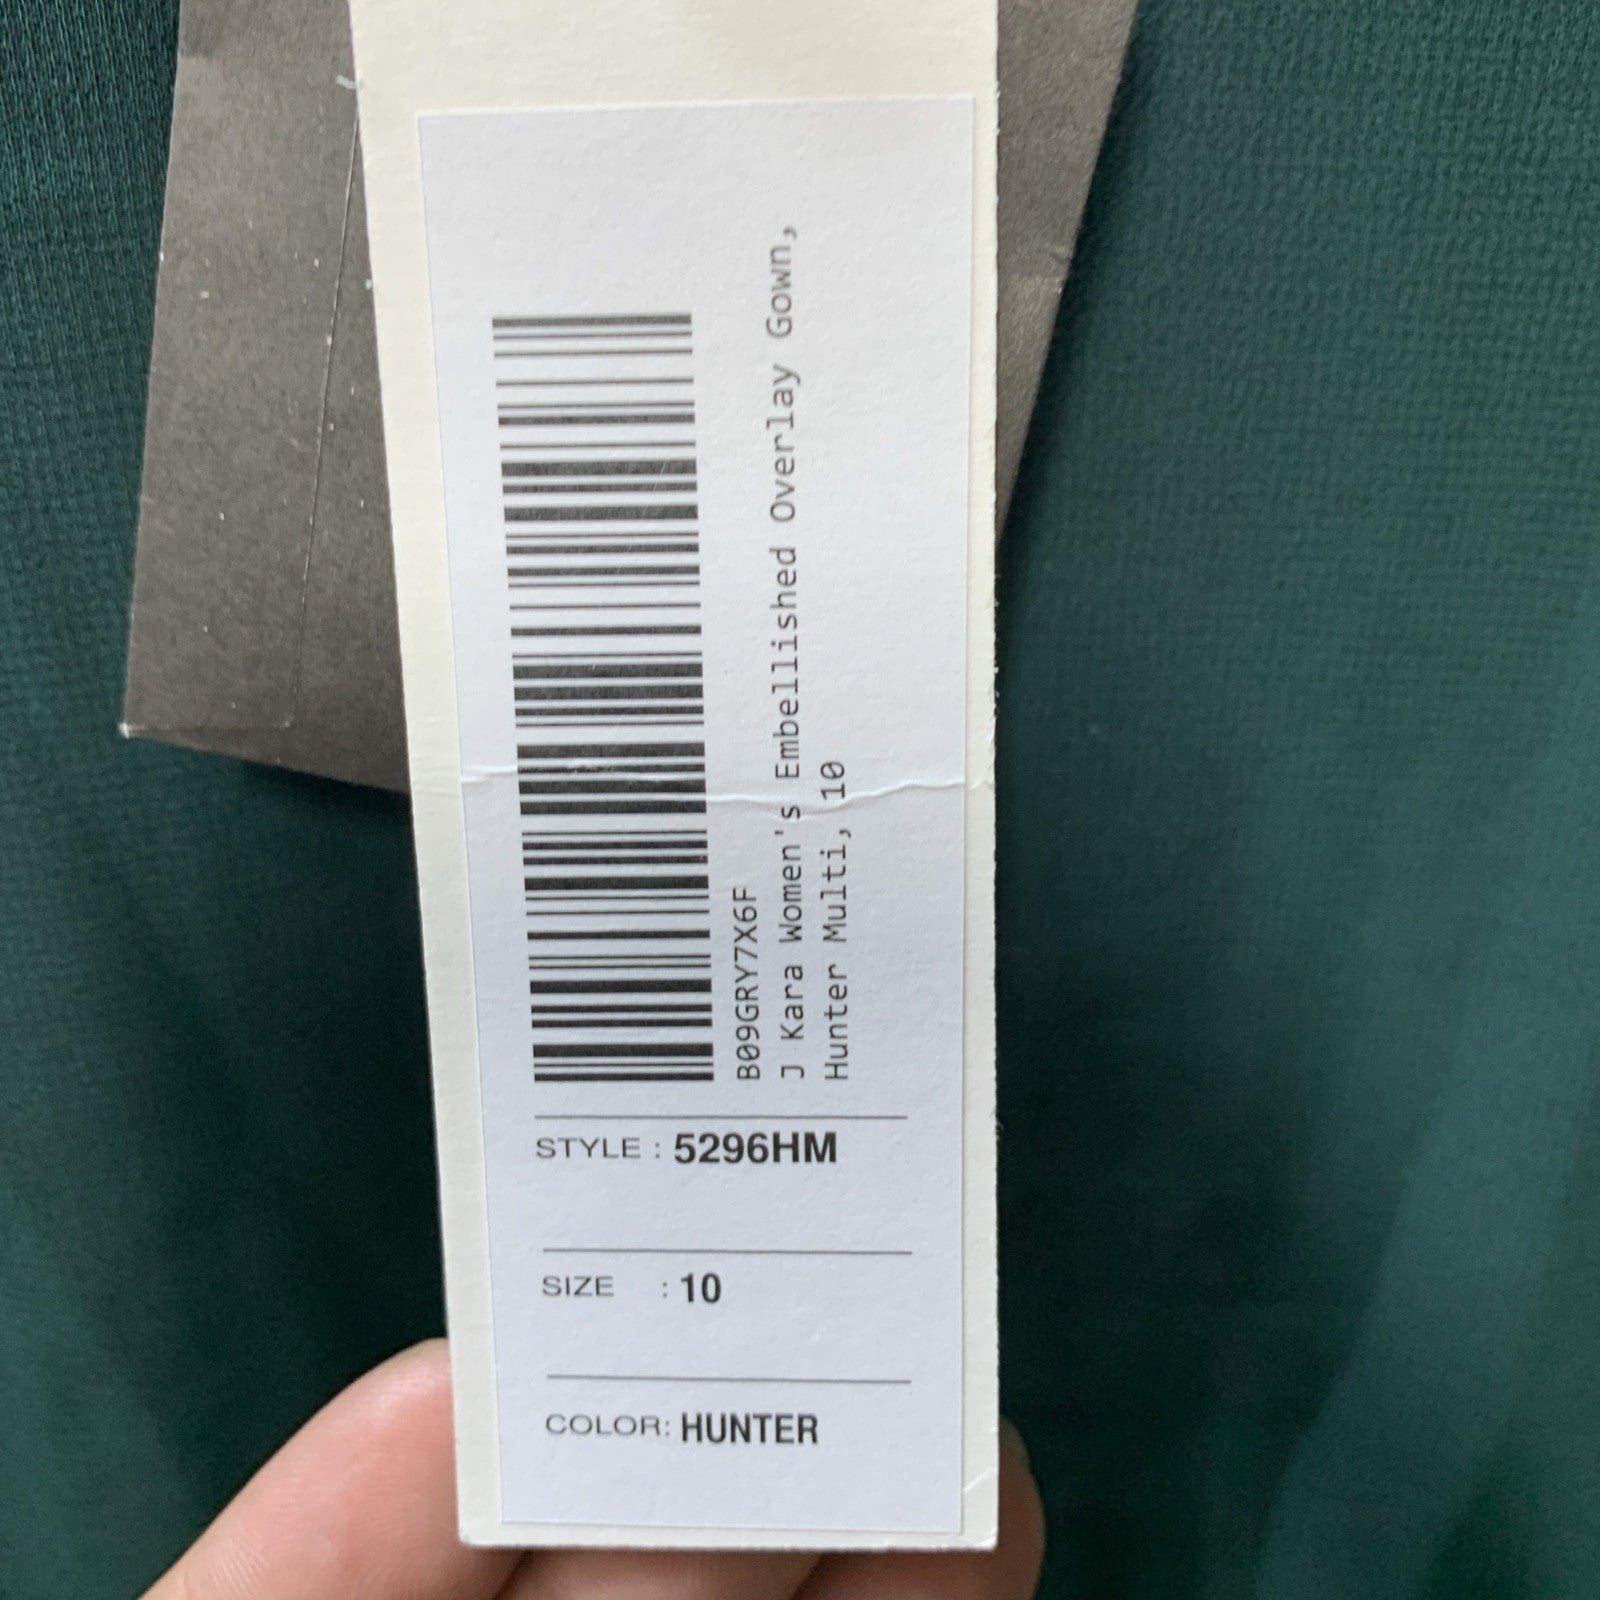 B09GRY7X6F
J Kara Women's Embellished Overlay Gown,
Hunter Multi, 10
STYLE : 5296HM
SIZE : 10
COLOR: HUNTER